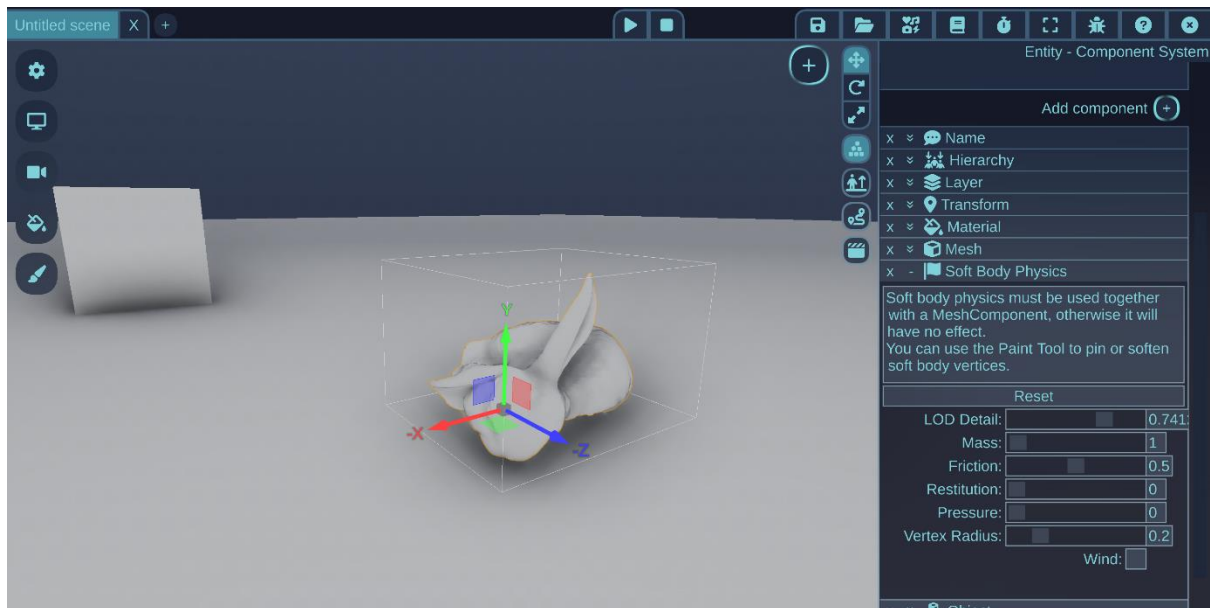 Untitled scene X +
Entity - Component System
+
Add component +
x Name
x Hierarchy
x Layer
x Transform
x Material
x Mesh
x - Soft Body Physics
Soft body physics must be used together
with a MeshComponent, otherwise it will
have no effect.
You can use the Paint Tool to pin or soften
soft body vertices.
Reset
LOD Detail: 0.741
Mass: 1
Friction: 0.5
Restitution: 0
Pressure: 0
Vertex Radius: 0.2
Wind:
Y
-X
-Z